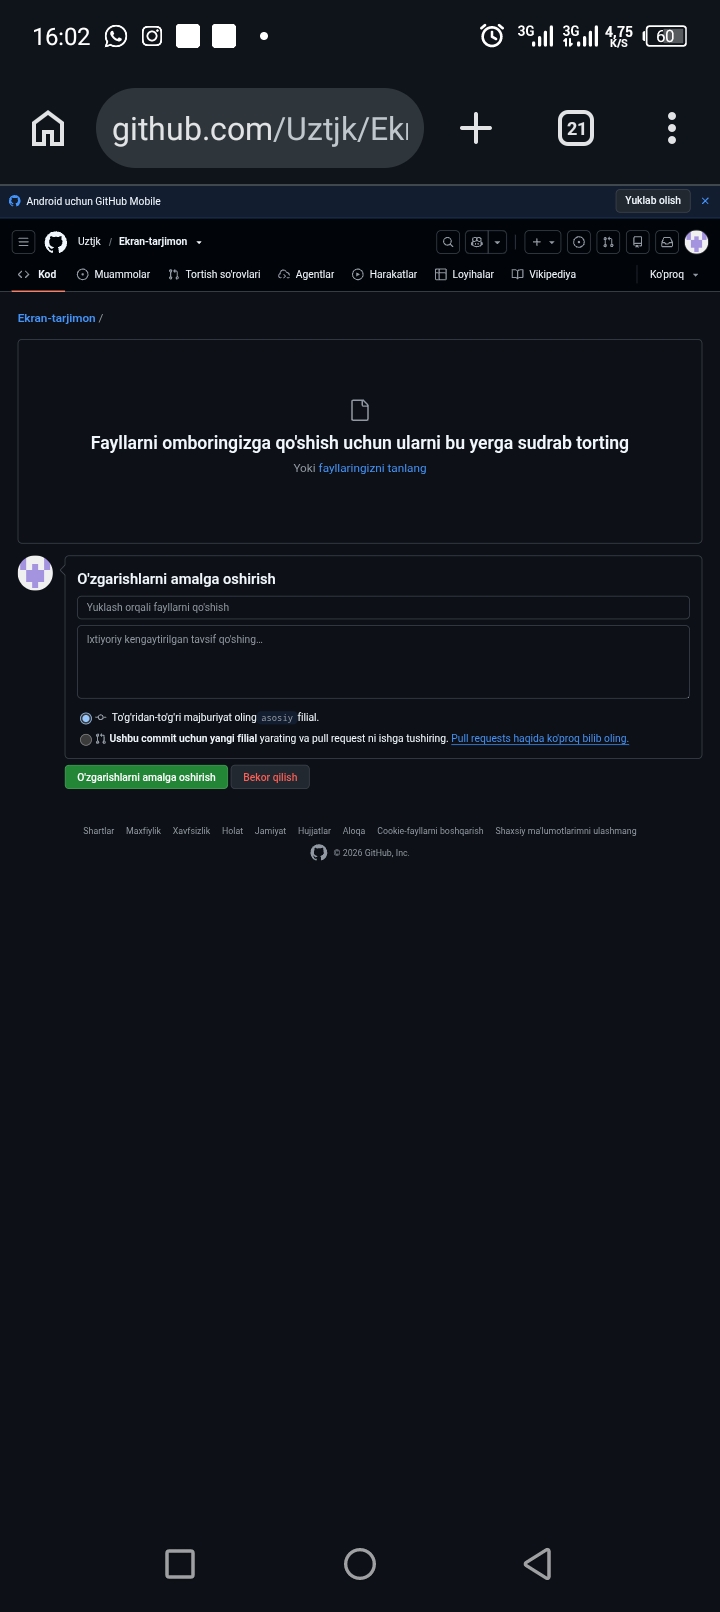 16:02 3G 3G 4,75 K/S 60
github.com/Uztjk/Ek
21
Android uchun GitHub Mobile Yuklab olish
Uztjk / Ekran-tarjimon
Kod Muammolar Tortish so'rovlari Agentlar Harakatlar Loyihalar Vikipediya Ko'proq
Ekran-tarjimon /
Fayllarni omboringizga qo'shish uchun ularni bu yerga sudrab torting
Yoki fayllaringizni tanlang
O'zgarishlarni amalga oshirish
Yuklash orqali fayllarni qo'shish
Ixtiyoriy kengaytirilgan tavsif qo'shing...
To'g'ridan-to'g'ri majburiyat oling asosiy filial.
Ushbu commit uchun yangi filial yarating va pull request ni ishga tushiring. Pull requests haqida ko'proq bilib oling.
O'zgarishlarni amalga oshirish Bekor qilish
Shartlar Maxfiylik Xavfsizlik Holat Jamiyat Hujjatlar Aloqa Cookie-fayllarni boshqarish Shaxsiy ma'lumotlarimni ulashmang
© 2026 GitHub, Inc.